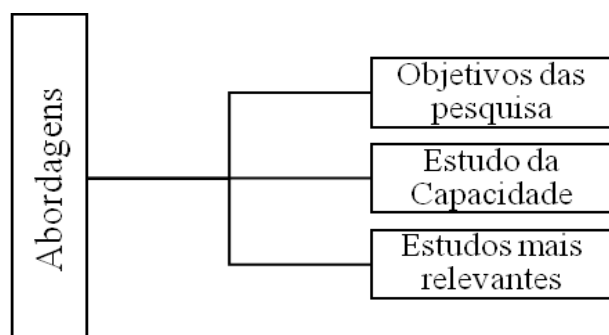 Abordagens
Objetivos das
pesquisa
Estudo da
Capacidade
Estudos mais
relevantes